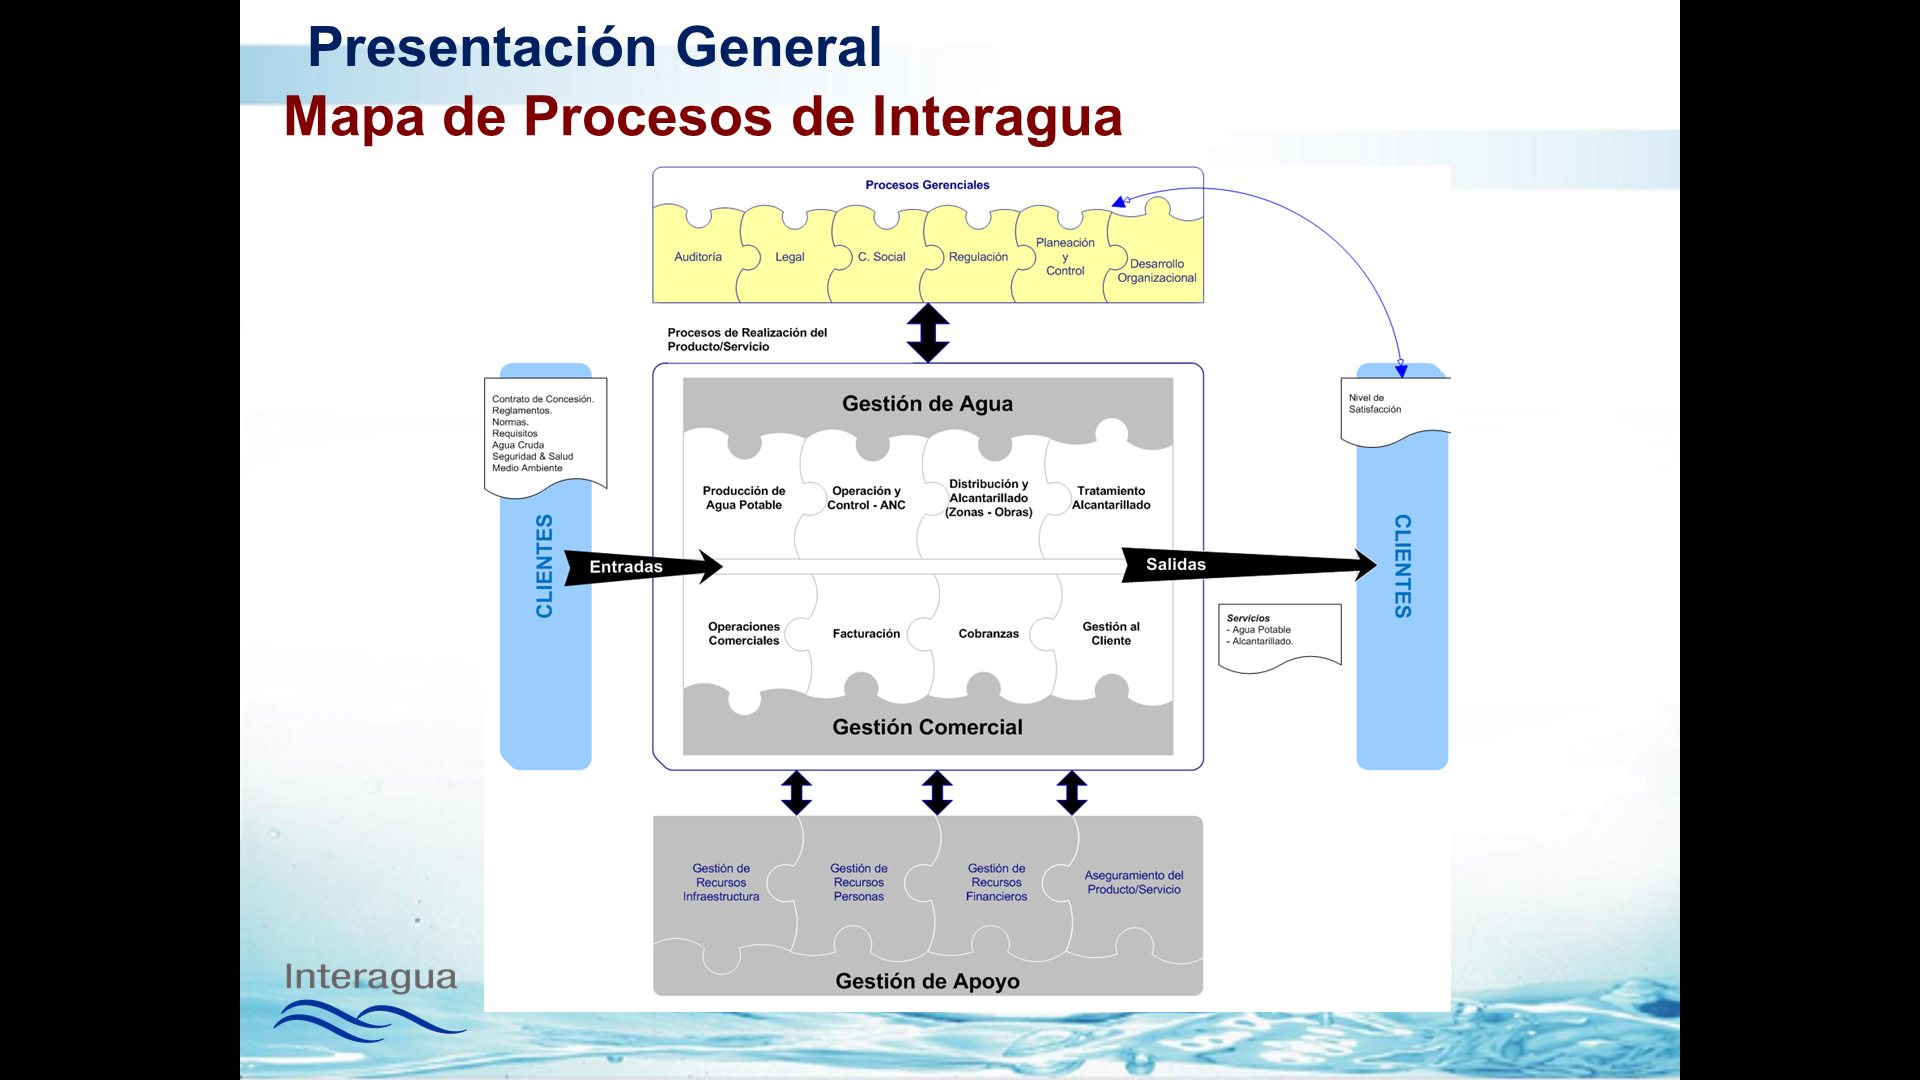 Presentación General
Mapa de Procesos de Interagua
Procesos Gerenciales
Auditoría
Legal
C. Social
Regulación
Planeación
y
Control
Desarrollo
Organizacional
Procesos de Realización del
Producto/Servicio
Contrato de Concesión.
Reglamentos.
Normas.
Requisitos
Agua Cruda
Seguridad & Salud
Medio Ambiente
CLIENTES
Entradas
Gestión de Agua
Producción de
Agua Potable
Operación y
Control - ANC
Distribución y
Alcantarillado
(Zonas - Obras)
Tratamiento
Alcantarillado
Operaciones
Comerciales
Facturación
Cobranzas
Gestión al
Cliente
Gestión Comercial
Salidas
Nivel de
Satisfacción
CLIENTES
Servicios
- Agua Potable
- Alcantarillado.
Gestión de
Recursos
Infraestructura
Gestión de
Recursos
Personas
Gestión de
Recursos
Financieros
Aseguramiento del
Producto/Servicio
Gestión de Apoyo
Interagua